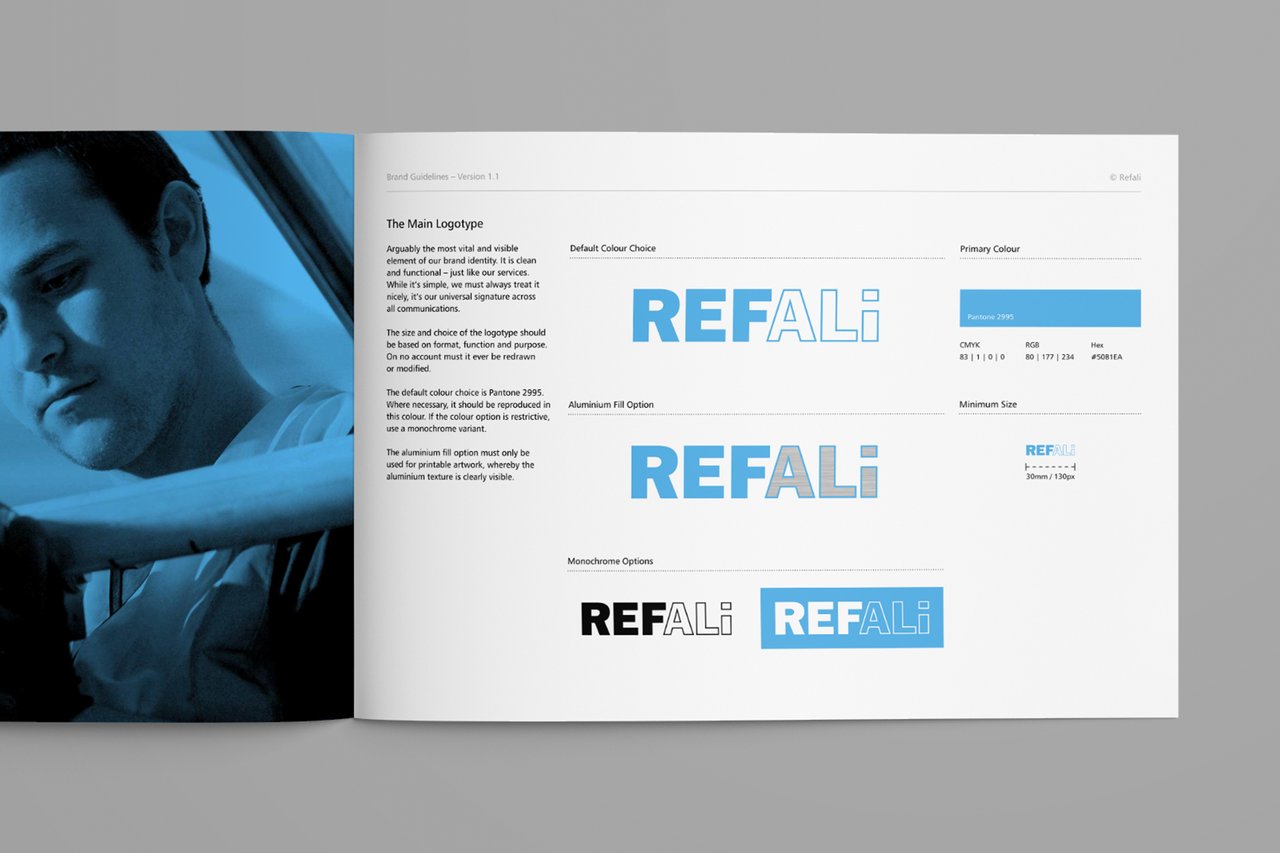 Brand Guidelines – Version 1.1
© Refali
The Main Logotype
Arguably the most vital and visible
element of our brand identity. It is clean
and functional – just like our services.
While it's simple, we must always treat it
nicely, it's our universal signature across
all communications.
The size and choice of the logotype should
be based on format, function and purpose.
On no account must it ever be redrawn
or modified.
The default colour choice is Pantone 2995.
Where necessary, it should be reproduced in
this colour. If the colour option is restrictive,
use a monochrome variant.
The aluminium fill option must only be
used for printable artwork, whereby the
aluminium texture is clearly visible.
Default Colour Choice
REFALi
Aluminium Fill Option
REFALi
Monochrome Options
REFALi
REFALi
Primary Colour
Pantone 2995
CMYK RGB Hex
83 | 1 | 0 | 0 80 | 177 | 234 #50B1EA
Minimum Size
REFALi
30mm / 130px